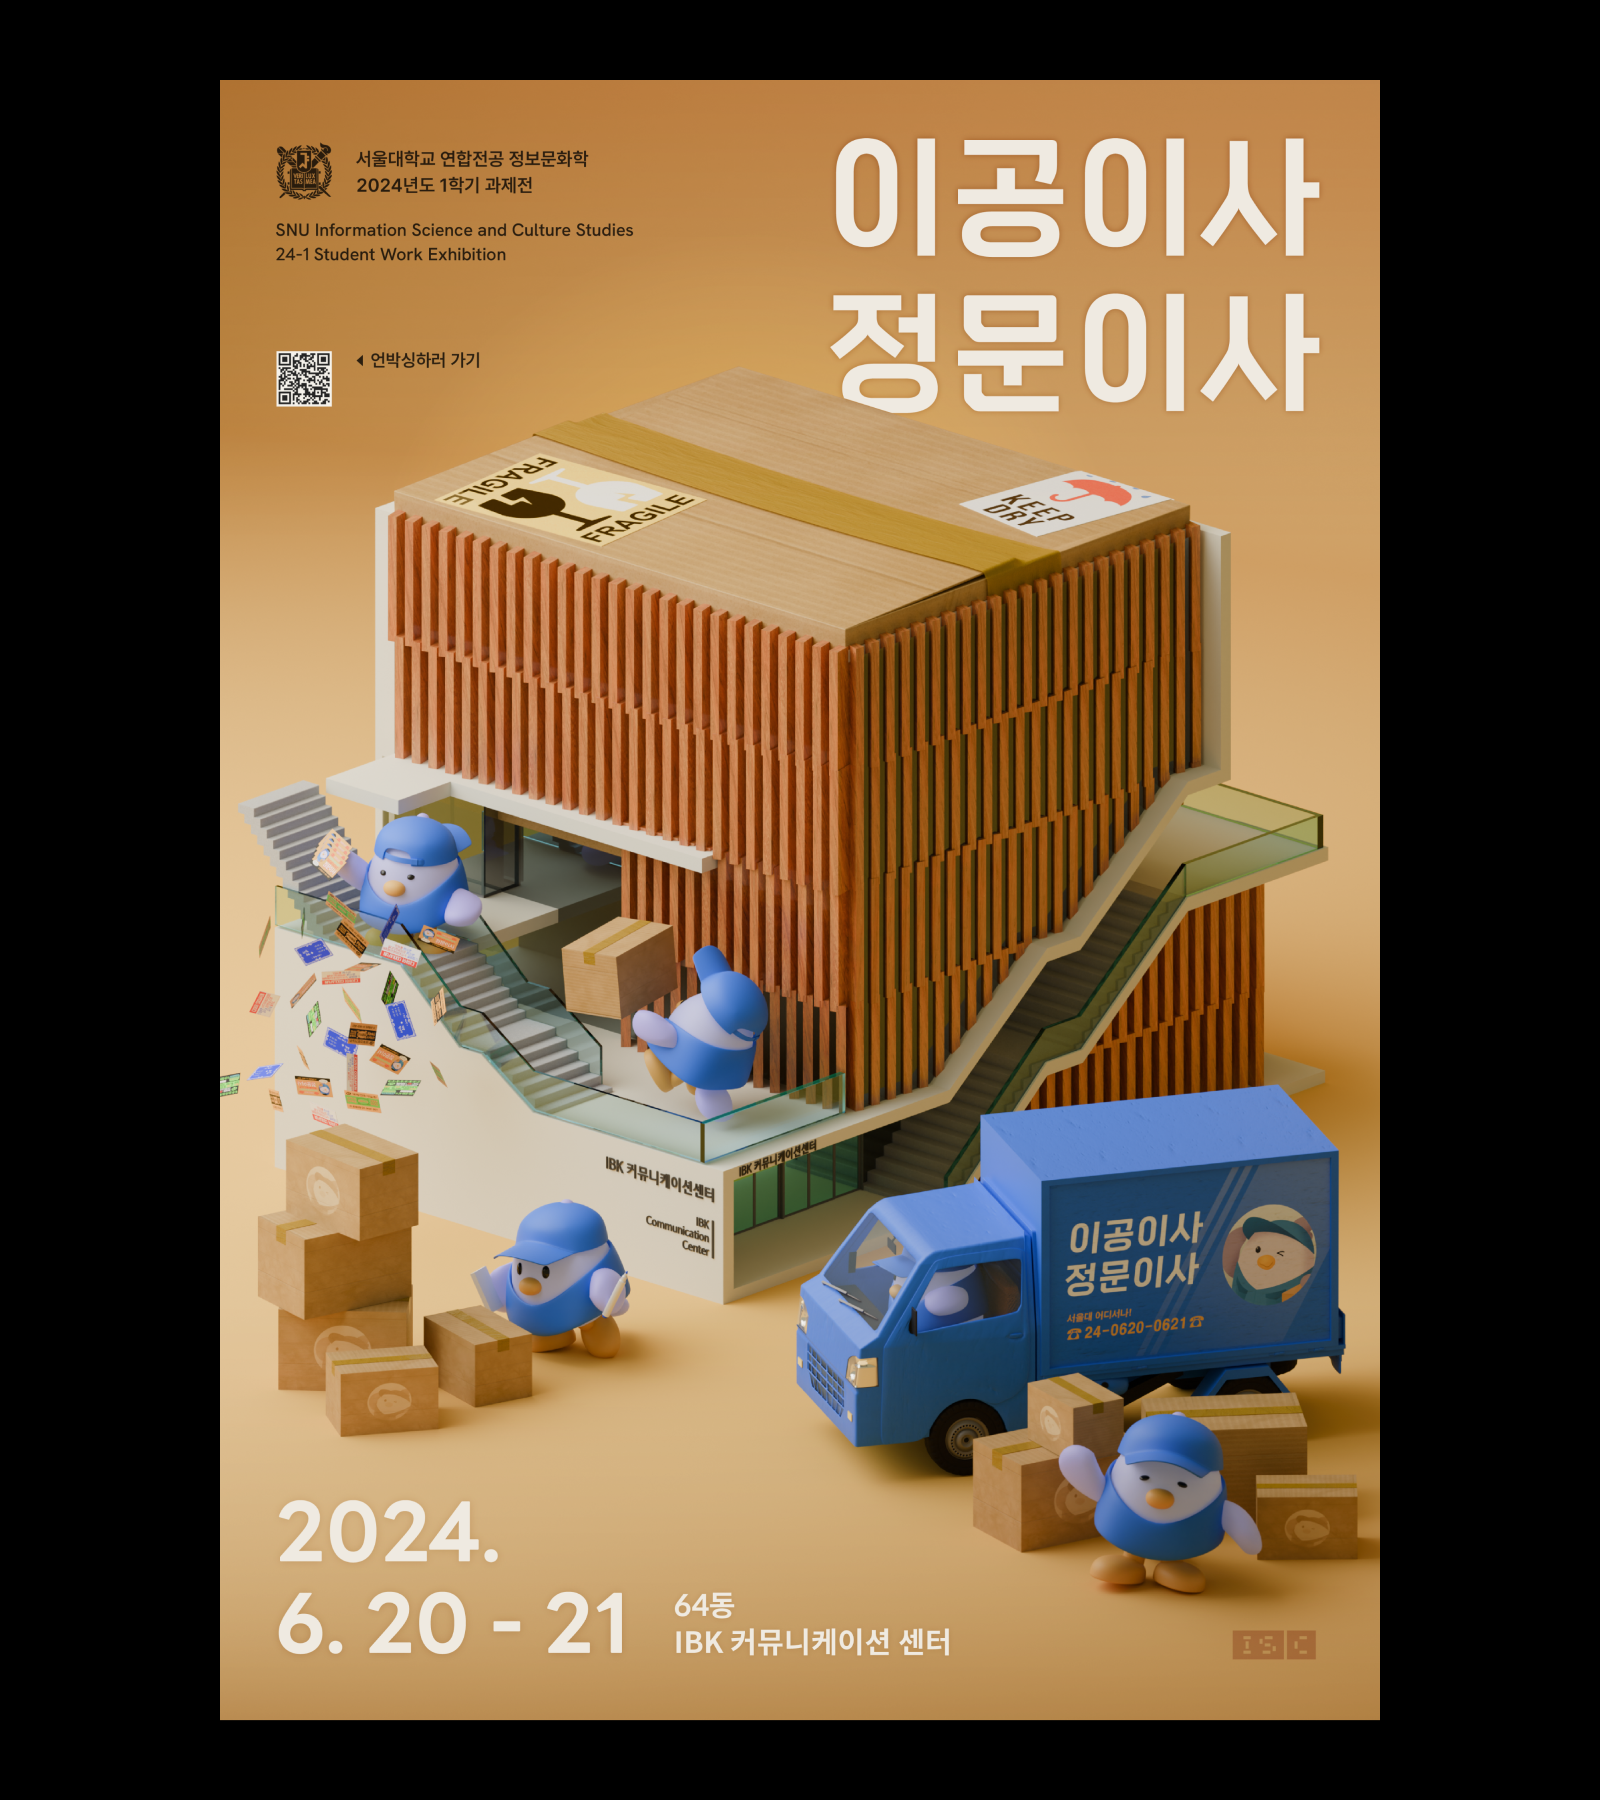 서울대학교 연합전공 정보문화학
2024년도 1학기 과제전
SNU Information Science and Culture Studies
24-1 Student Work Exhibition
이공이사
정문이사
언박싱하러 가기
FRAGILE
FRAGILE
KEEP
DRY
IBK 커뮤니케이션센터
IBK 커뮤니케이션센터
IBK
Communication
Center
이공이사
정문이사
서울대 어디서나!
☎ 24-0620-0621 ☎
2024.
6. 20 - 21
64동
IBK 커뮤니케이션 센터
ISC